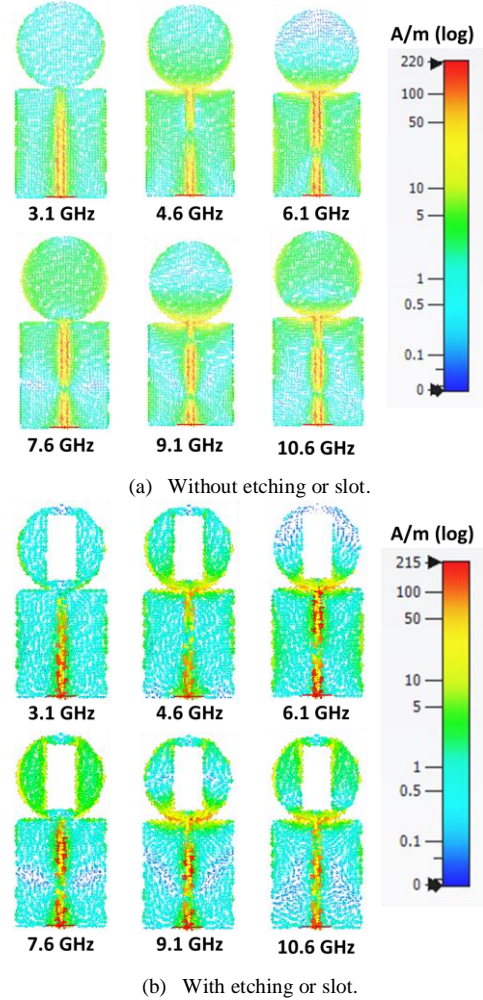 A/m (log)
220
100
50
10
5
1
0.5
0.1
0
3.1 GHz 4.6 GHz 6.1 GHz
7.6 GHz 9.1 GHz 10.6 GHz
(a) Without etching or slot.
A/m (log)
215
100
50
10
5
1
0.5
0.1
0
3.1 GHz 4.6 GHz 6.1 GHz
7.6 GHz 9.1 GHz 10.6 GHz
(b) With etching or slot.